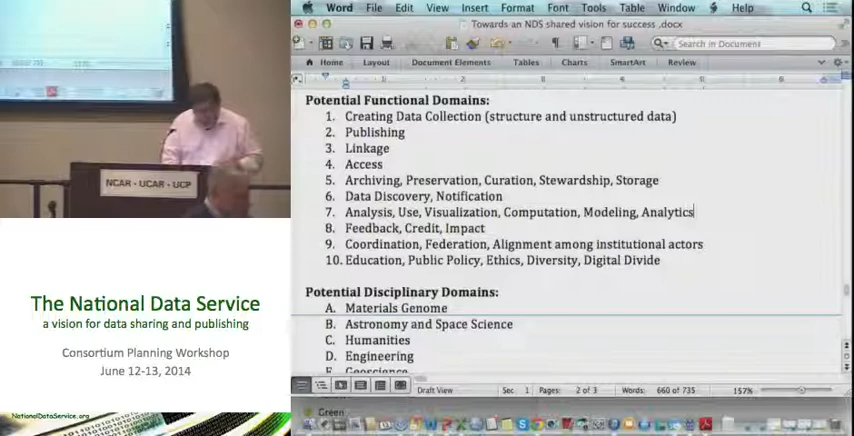 Word File Edit View Insert Format Font Tools Table Window Help
Towards an NDS shared vision for success .docx
Search in Document
Home Layout Document Elements Tables Charts SmartArt Review
Potential Functional Domains:
1. Creating Data Collection (structure and unstructured data)
2. Publishing
3. Linkage
4. Access
5. Archiving, Preservation, Curation, Stewardship, Storage
6. Data Discovery, Notification
7. Analysis, Use, Visualization, Computation, Modeling, Analytics
8. Feedback, Credit, Impact
9. Coordination, Federation, Alignment among institutional actors
10. Education, Public Policy, Ethics, Diversity, Digital Divide
Potential Disciplinary Domains:
A. Materials Genome
B. Astronomy and Space Science
C. Humanities
D. Engineering
E. Geoscience
Draft View Sec 1 Pages: 2 of 3 Words: 660 of 735 157%
Green
NCAR - UCAR - UCP
The National Data Service
a vision for data sharing and publishing
Consortium Planning Workshop
June 12-13, 2014
NationalDataService.org